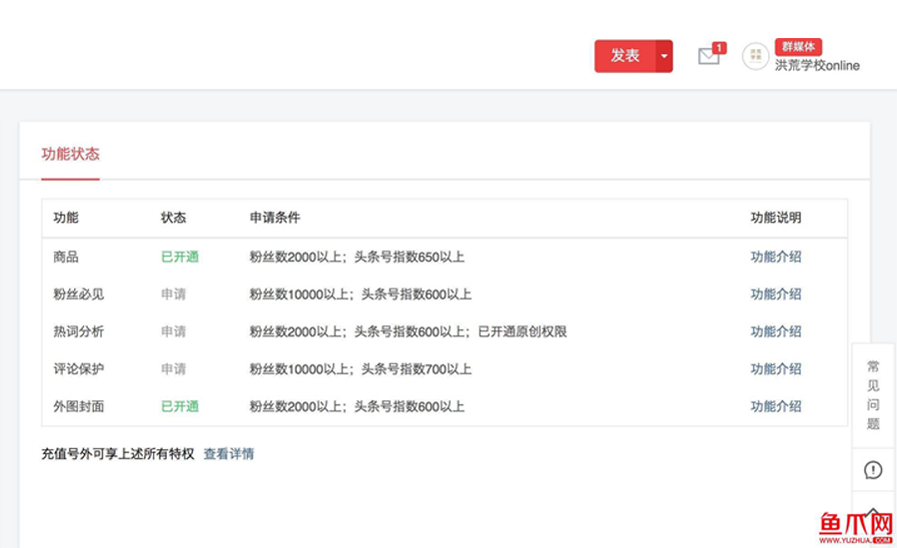 发表
1
群媒体
洪荒学校online
功能状态
功能 状态 申请条件 功能说明
商品 已开通 粉丝数2000以上；头条号指数650以上 功能介绍
粉丝必见 申请 粉丝数10000以上；头条号指数600以上 功能介绍
热词分析 申请 粉丝数2000以上；头条号指数600以上；已开通原创权限 功能介绍
评论保护 申请 粉丝数10000以上；头条号指数700以上 功能介绍
外图封面 已开通 粉丝数2000以上；头条号指数600以上 功能介绍
充值号外可享上述所有特权 查看详情
常见问题
鱼爪网
WWW.YUZHUA.COM